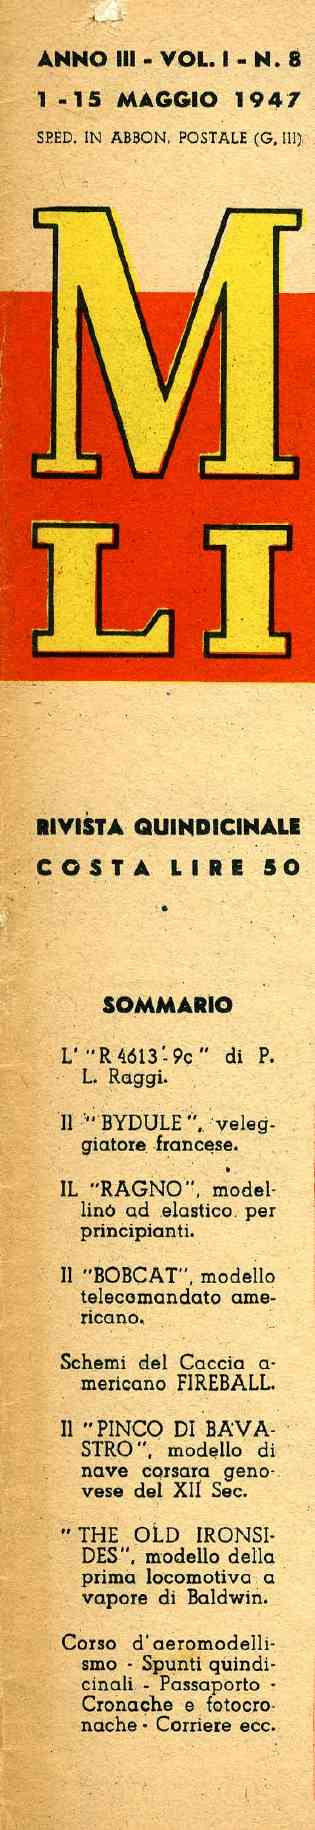 ANNO III - VOL. I - N. 8
1 - 15 MAGGIO 1947
SPED. IN ABBON. POSTALE (G. III)
M
LI
RIVISTA QUINDICINALE
COSTA LIRE 50
SOMMARIO
L' "R 4613 - 9c" di P.
L. Raggi.
Il "BYDULE", veleg-
giatore francese.
IL "RAGNO", model-
lino ad elastico per
principianti.
Il "BOBCAT", modello
telecomandato ame-
ricano.
Schemi del Caccia a-
mericano FIREBALL.
Il "PINCO DI BAVA-
STRO", modello di
nave corsara geno-
vese del XII Sec.
"THE OLD IRONSI-
DES", modello della
prima locomotiva a
vapore di Baldwin.
Corso d'aeromodelli-
smo - Spunti quindi-
cinali - Passaporto -
Cronache e fotocro-
nache - Corriere ecc.